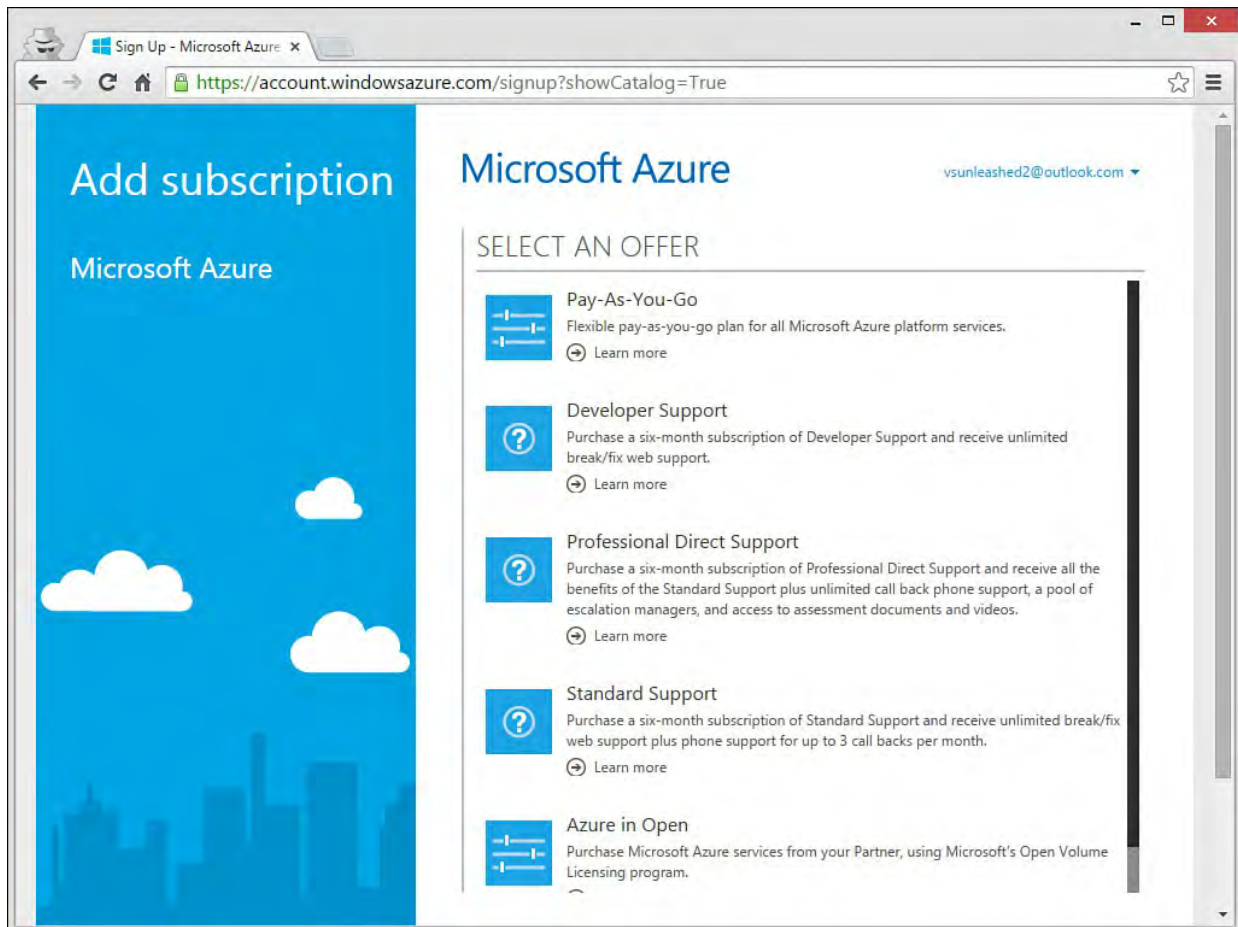 Sign Up - Microsoft Azure
https://account.windowsazure.com/signup?showCatalog=True
Add subscription
Microsoft Azure
Microsoft Azure
vsunleashed2@outlook.com
SELECT AN OFFER
Pay-As-You-Go
Flexible pay-as-you-go plan for all Microsoft Azure platform services.
Learn more
Developer Support
Purchase a six-month subscription of Developer Support and receive unlimited
break/fix web support.
Learn more
Professional Direct Support
Purchase a six-month subscription of Professional Direct Support and receive all the
benefits of the Standard Support plus unlimited call back phone support, a pool of
escalation managers, and access to assessment documents and videos.
Learn more
Standard Support
Purchase a six-month subscription of Standard Support and receive unlimited break/fix
web support plus phone support for up to 3 call backs per month.
Learn more
Azure in Open
Purchase Microsoft Azure services from your Partner, using Microsoft's Open Volume
Licensing program.